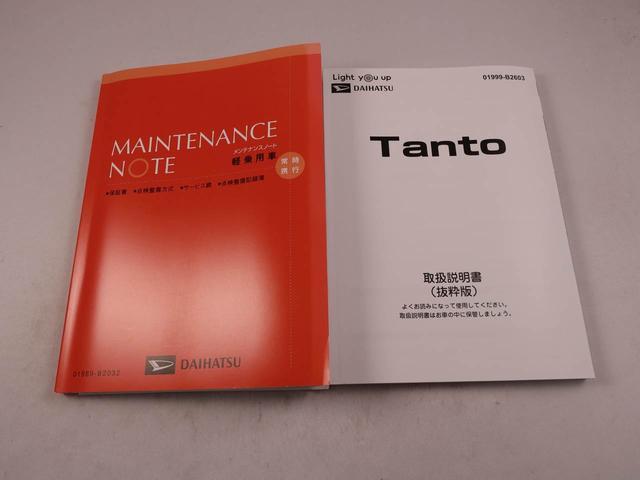 MAINTENANCE
NOTE
メンテナンスノート
軽乗用車
常時
携行
●保証書 ●点検整備方式 ●サービス網 ●点検整備記録簿
DAIHATSU
01989-B2032
Light you up
DAIHATSU
01999-B2603
Tanto
取扱説明書
（抜粋版）
よくお読みになって使用してください。
取扱説明書はお車の中に保管しましょう。